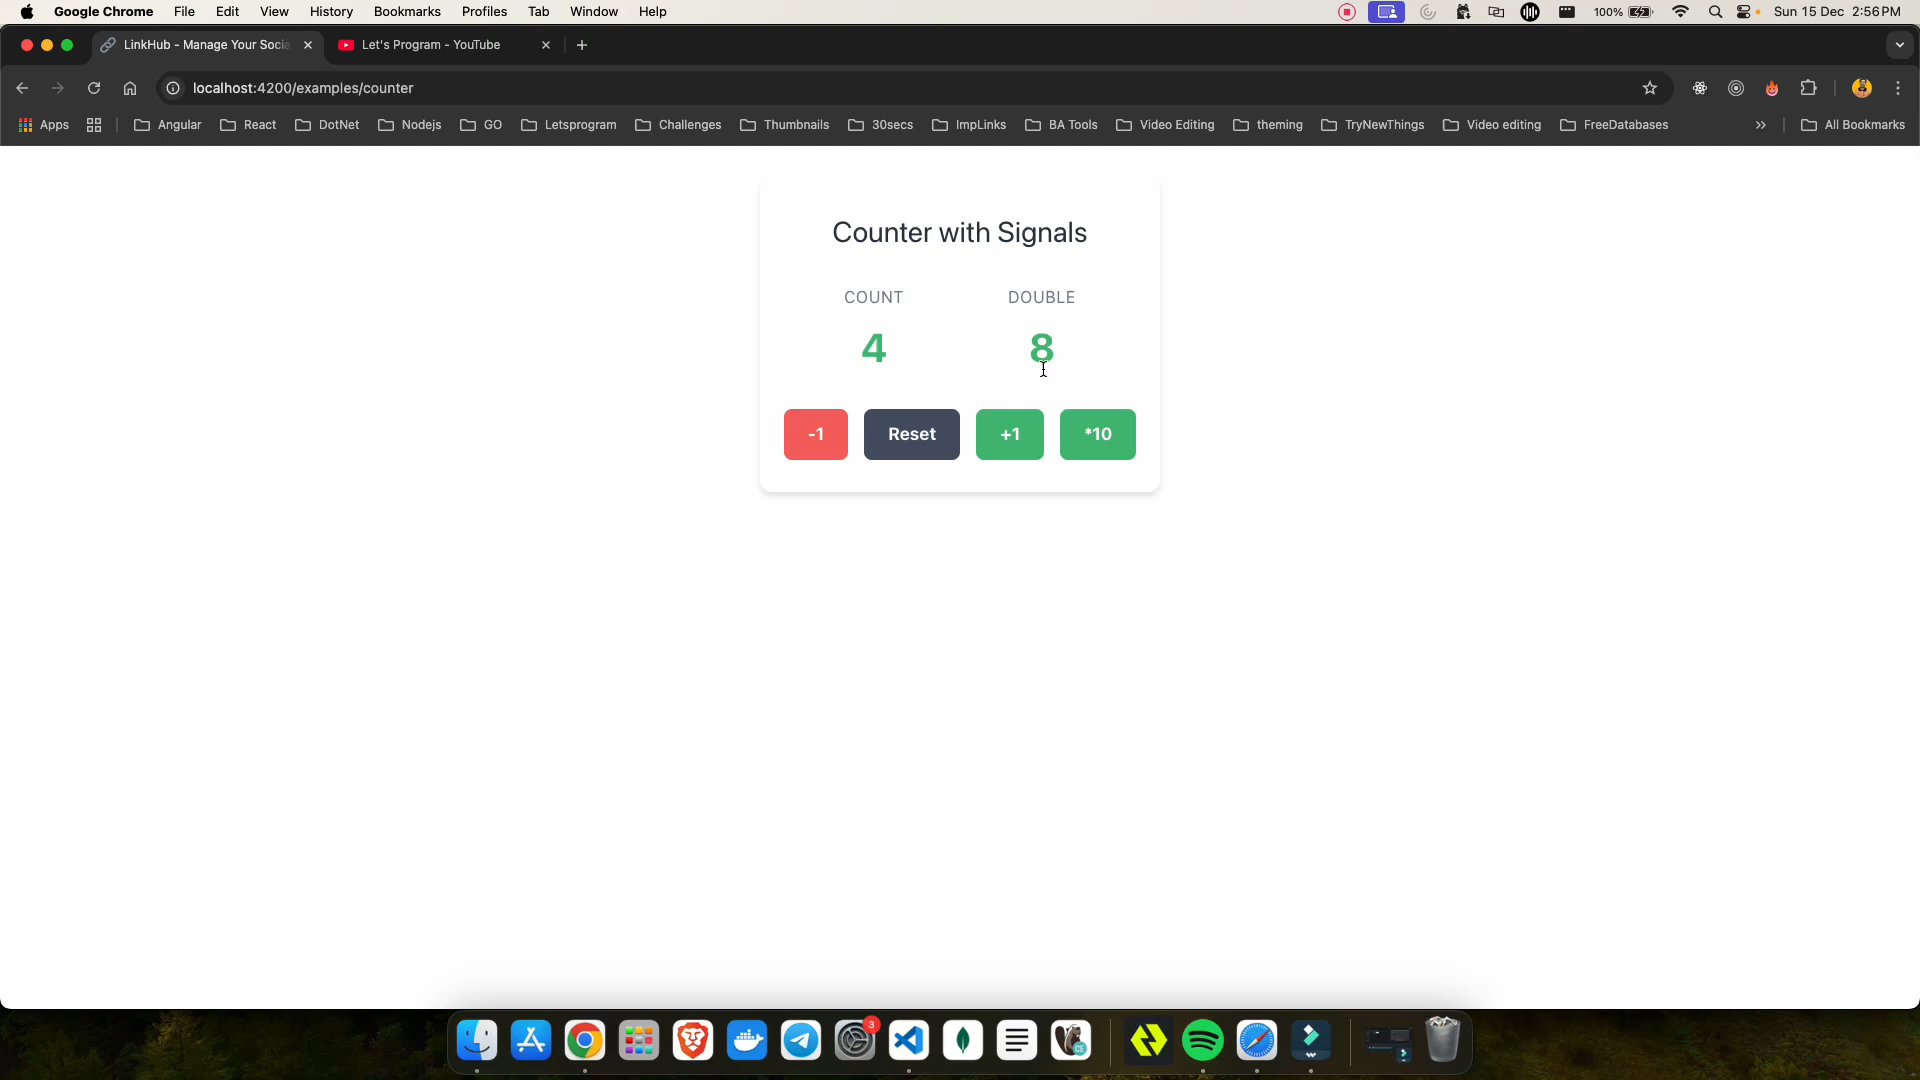 Google Chrome File Edit View History Bookmarks Profiles Tab Window Help 100% Sun 15 Dec 2:56 PM
LinkHub - Manage Your Socia Let's Program - YouTube
localhost:4200/examples/counter
Apps Angular React DotNet Nodejs GO Letsprogram Challenges Thumbnails 30secs ImpLinks BA Tools Video Editing theming TryNewThings Video editing FreeDatabases All Bookmarks
Counter with Signals
COUNT DOUBLE
4 8
-1 Reset +1 *10
3
CE